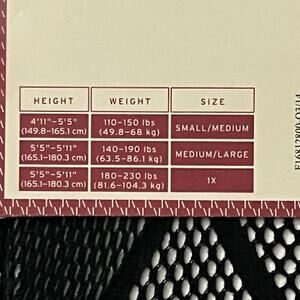 HEIGHT WEIGHT SIZE
4'11"–5'5" 110–150 lbs SMALL/MEDIUM
(149.8–165.1 cm) (49.8–68 kg)
5'5"–5'11" 140–190 lbs MEDIUM/LARGE
(165.1–180.3 cm) (63.5–86.1 kg)
5'5"–5'11" 180–230 lbs 1X
(165.1–180.3 cm) (81.6–104.3 kg)